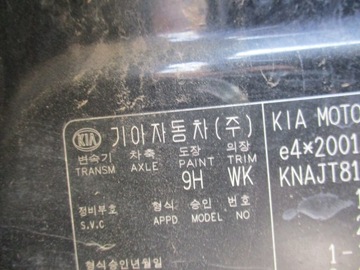 KIA 기아자동차(주) KIA MOTO
변속기 차축 도장 의장 e4*2001
TRANSM AXLE PAINT TRIM
9H WK KNAJT81
정비부호 형식 승인 번호
S.V.C APPD MODEL NO
1-
형식승인년월일